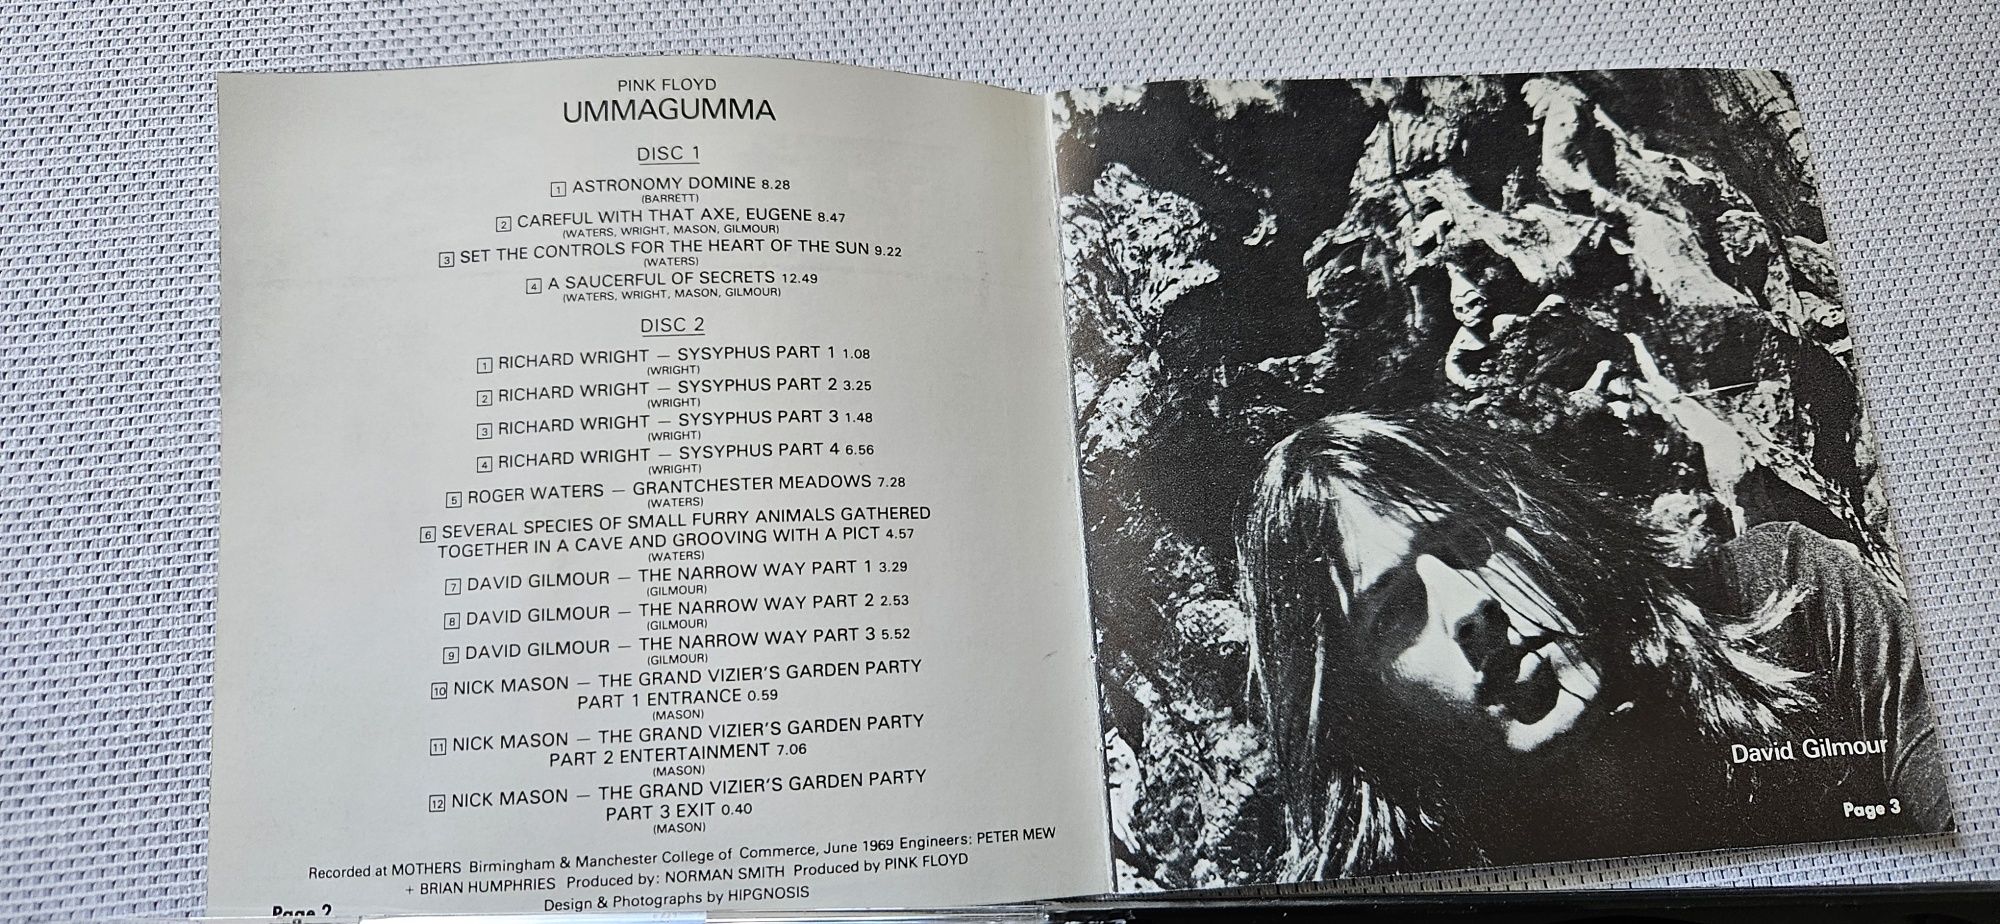 PINK FLOYD
UMMAGUMMA
DISC 1
1 ASTRONOMY DOMINE 8.28
(BARRETT)
2 CAREFUL WITH THAT AXE, EUGENE 8.47
(WATERS, WRIGHT, MASON, GILMOUR)
3 SET THE CONTROLS FOR THE HEART OF THE SUN 9.22
(WATERS)
4 A SAUCERFUL OF SECRETS 12.49
(WATERS, WRIGHT, MASON, GILMOUR)
DISC 2
1 RICHARD WRIGHT — SYSYPHUS PART 1 1.08
(WRIGHT)
2 RICHARD WRIGHT — SYSYPHUS PART 2 3.25
(WRIGHT)
3 RICHARD WRIGHT — SYSYPHUS PART 3 1.48
(WRIGHT)
4 RICHARD WRIGHT — SYSYPHUS PART 4 6.56
(WRIGHT)
5 ROGER WATERS — GRANTCHESTER MEADOWS 7.28
(WATERS)
6 SEVERAL SPECIES OF SMALL FURRY ANIMALS GATHERED
TOGETHER IN A CAVE AND GROOVING WITH A PICT 4.57
(WATERS)
7 DAVID GILMOUR — THE NARROW WAY PART 1 3.29
(GILMOUR)
8 DAVID GILMOUR — THE NARROW WAY PART 2 2.53
(GILMOUR)
9 DAVID GILMOUR — THE NARROW WAY PART 3 5.52
(GILMOUR)
10 NICK MASON — THE GRAND VIZIER'S GARDEN PARTY
PART 1 ENTRANCE 0.59
(MASON)
11 NICK MASON — THE GRAND VIZIER'S GARDEN PARTY
PART 2 ENTERTAINMENT 7.06
(MASON)
12 NICK MASON — THE GRAND VIZIER'S GARDEN PARTY
PART 3 EXIT 0.40
(MASON)
Recorded at MOTHERS Birmingham & Manchester College of Commerce, June 1969 Engineers: PETER MEW
+ BRIAN HUMPHRIES Produced by: NORMAN SMITH Produced by PINK FLOYD
Design & Photographs by HIPGNOSIS
Page 2
David Gilmour
Page 3